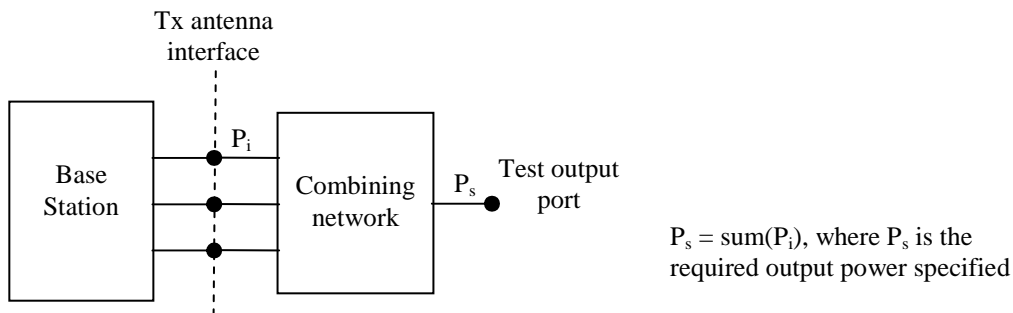 Tx antenna
interface
Base
Station
P_i
Combining
network
P_s
Test output
port
P_s = sum(P_i), where P_s is the
required output power specified